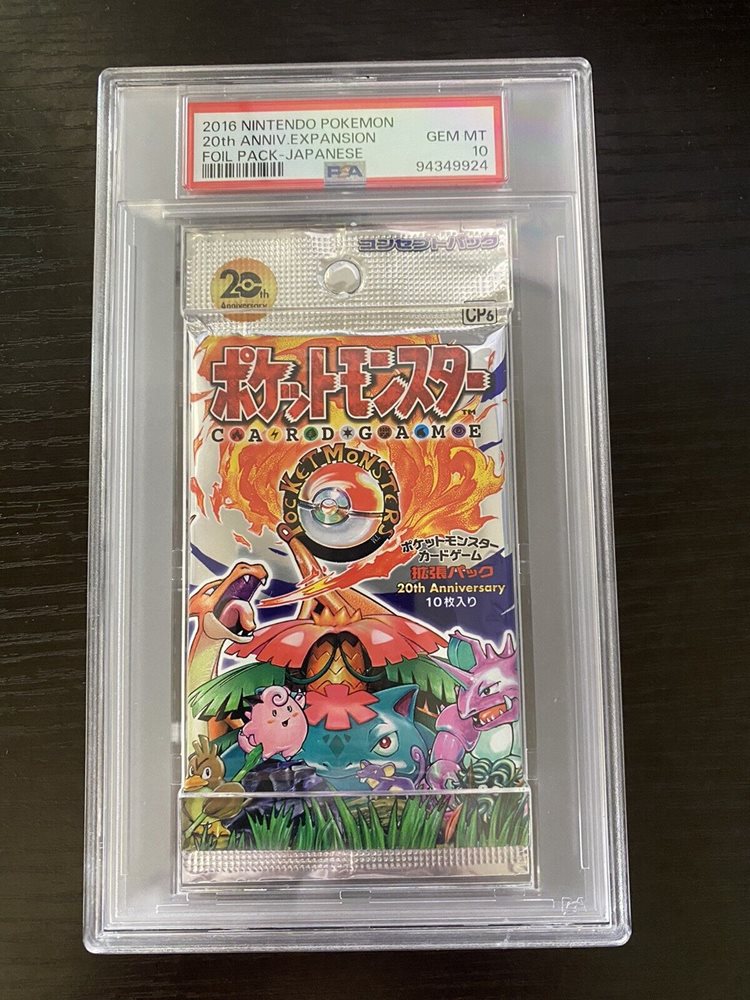 2016 NINTENDO POKEMON
20th ANNIV.EXPANSION
FOIL PACK-JAPANESE
GEM MT
10
94349924
PSA
コンセプトパック
20th
Anniversary
CP6
ポケットモンスター
TM
CARD GAME
POCKET MONSTERS
ポケットモンスター
カードゲーム
拡張パック
20th Anniversary
10枚入り